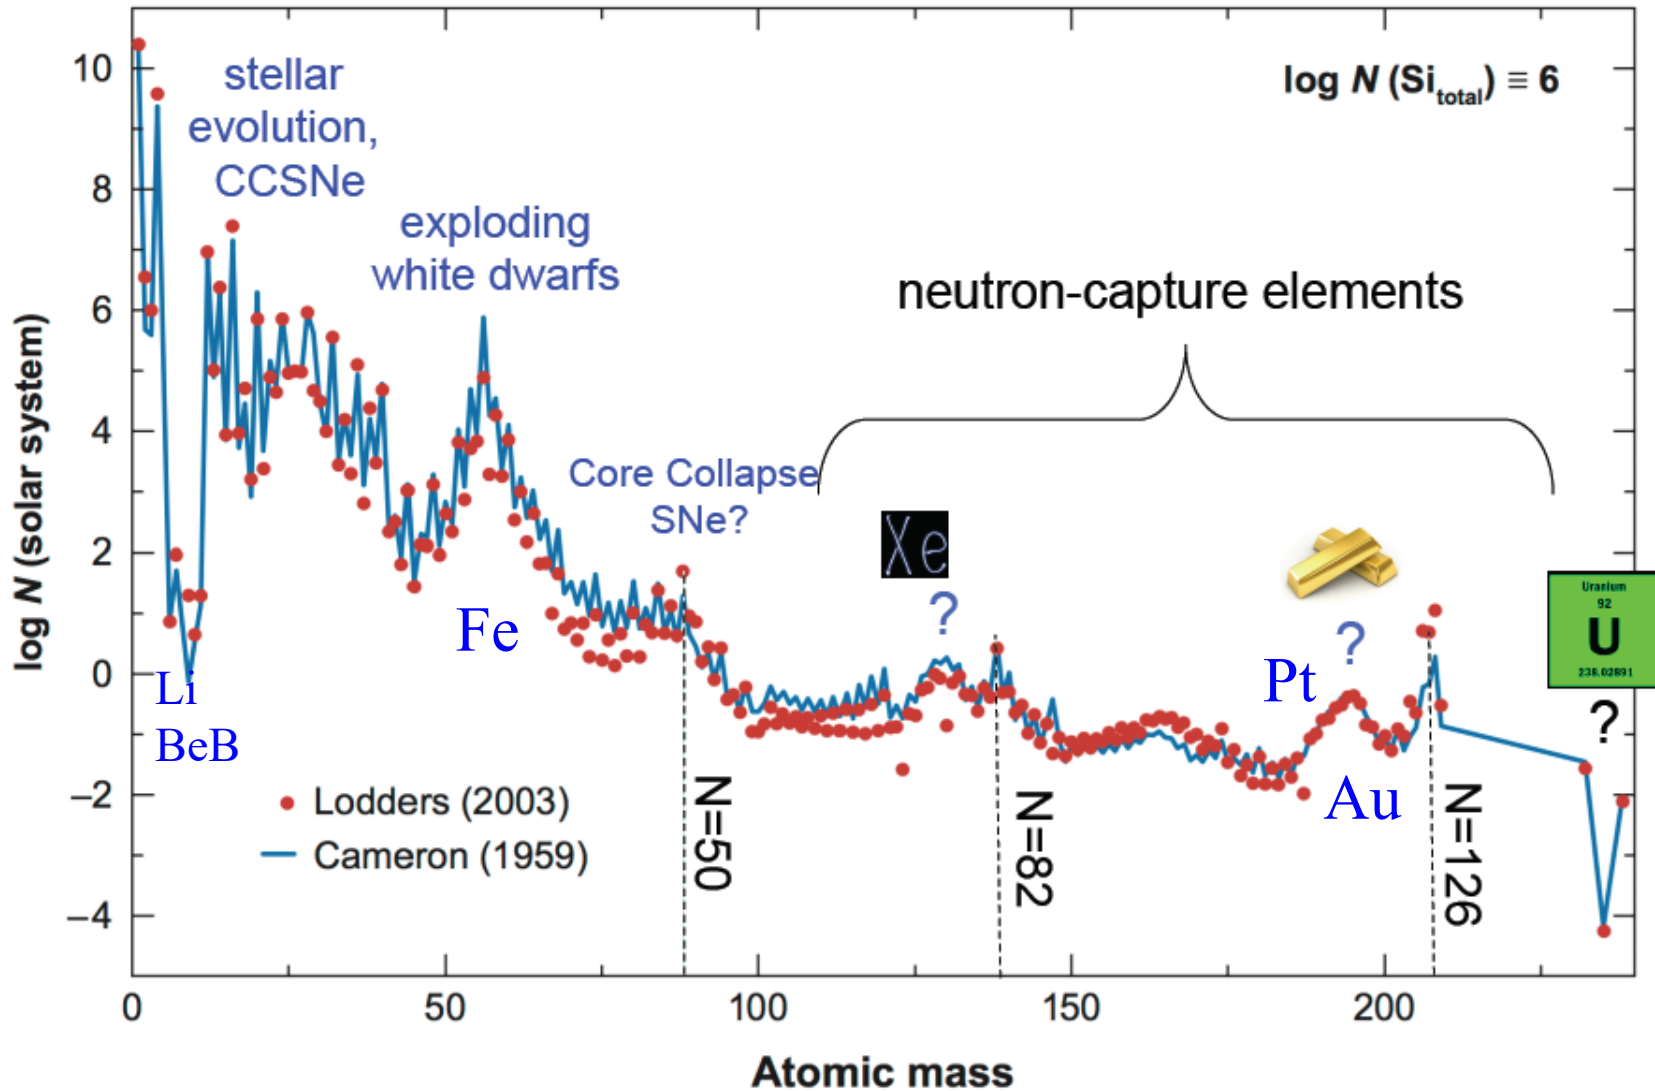 log N (solar system)
10
8
6
4
2
0
−2
−4
stellar
evolution,
CCSNe
exploding
white dwarfs
log N (Si_total) ≡ 6
neutron-capture elements
Core Collapse
SNe?
Xe
?
Fe
Li
BeB
Pt
?
Au
Uranium
92
U
238.02891
?
N=50
N=82
N=126
Lodders (2003)
Cameron (1959)
0
50
100
150
200
Atomic mass